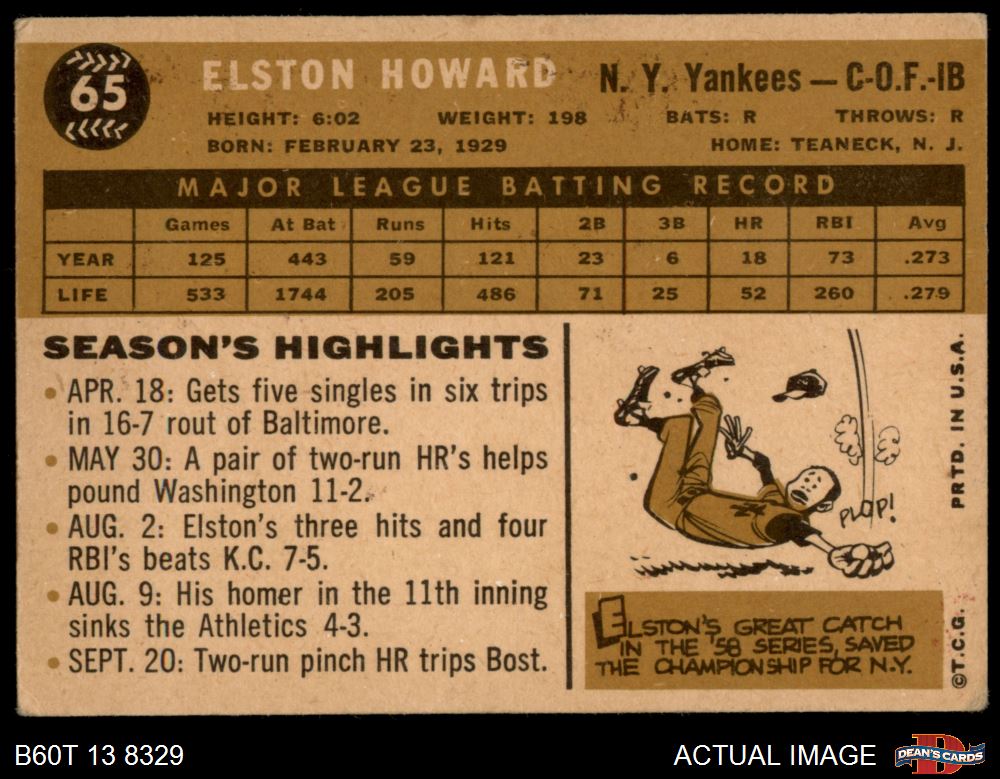 65
ELSTON HOWARD N. Y. Yankees — C-O.F.-IB
HEIGHT: 6:02 WEIGHT: 198 BATS: R THROWS: R
BORN: FEBRUARY 23, 1929 HOME: TEANECK, N. J.
MAJOR LEAGUE BATTING RECORD
Games At Bat Runs Hits 2B 3B HR RBI Avg
YEAR 125 443 59 121 23 6 18 73 .273
LIFE 533 1744 205 486 71 25 52 260 .279
SEASON'S HIGHLIGHTS
• APR. 18: Gets five singles in six trips
in 16-7 rout of Baltimore.
• MAY 30: A pair of two-run HR's helps
pound Washington 11-2.
• AUG. 2: Elston's three hits and four
RBI's beats K.C. 7-5.
• AUG. 9: His homer in the 11th inning
sinks the Athletics 4-3.
• SEPT. 20: Two-run pinch HR trips Bost.
PLOP!
ELSTON'S GREAT CATCH
IN THE '58 SERIES, SAVED
THE CHAMPIONSHIP FOR N.Y.
©T.C.G. PRTD. IN U.S.A.
B60T 13 8329 ACTUAL IMAGE
D
DEAN'S CARDS